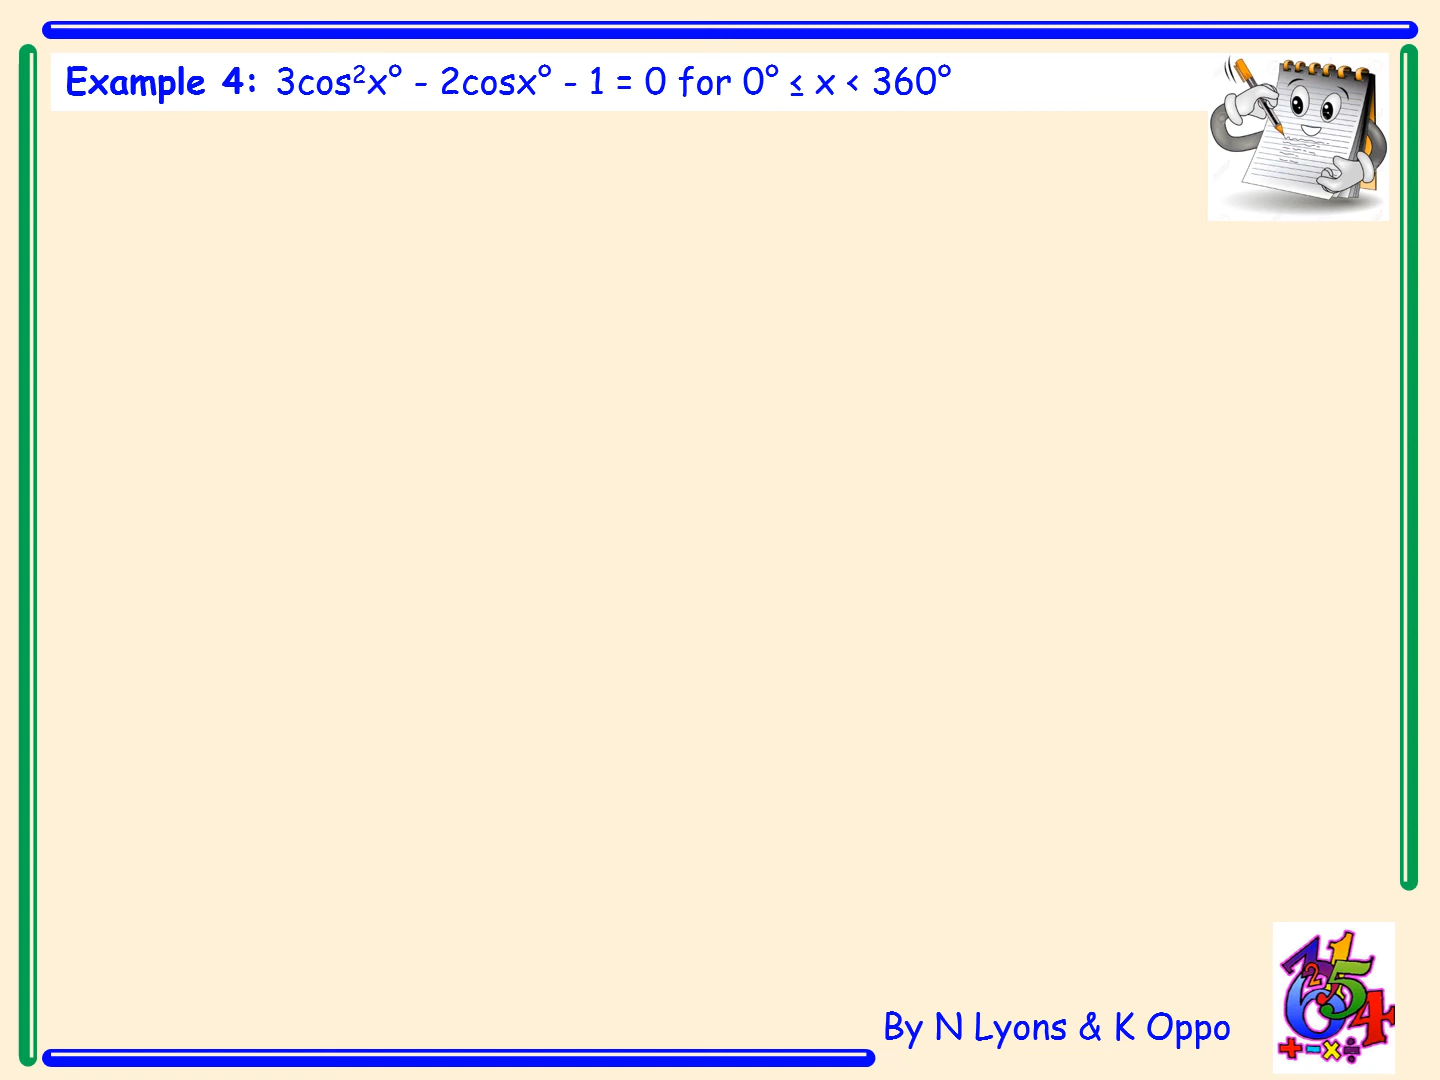 Example 4: 3cos²x° - 2cosx° - 1 = 0 for 0° ≤ x < 360°
By N Lyons & K Oppo